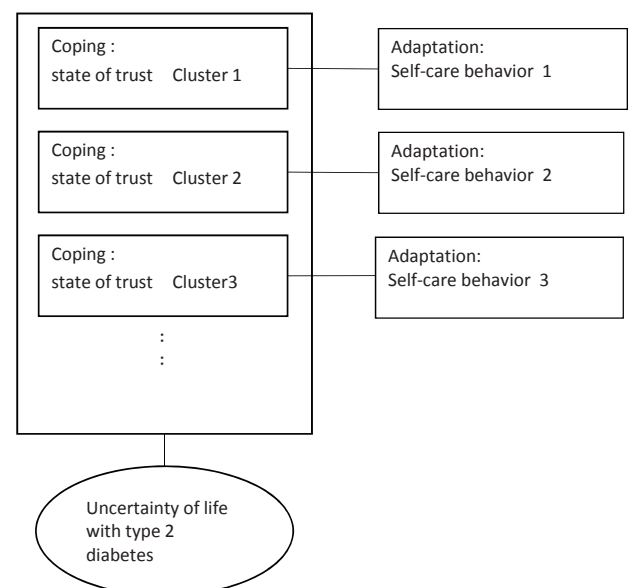 Coping :
state of trust Cluster 1
Adaptation:
Self-care behavior 1
Coping :
state of trust Cluster 2
Adaptation:
Self-care behavior 2
Coping :
state of trust Cluster3
Adaptation:
Self-care behavior 3
:
:
Uncertainty of life
with type 2
diabetes